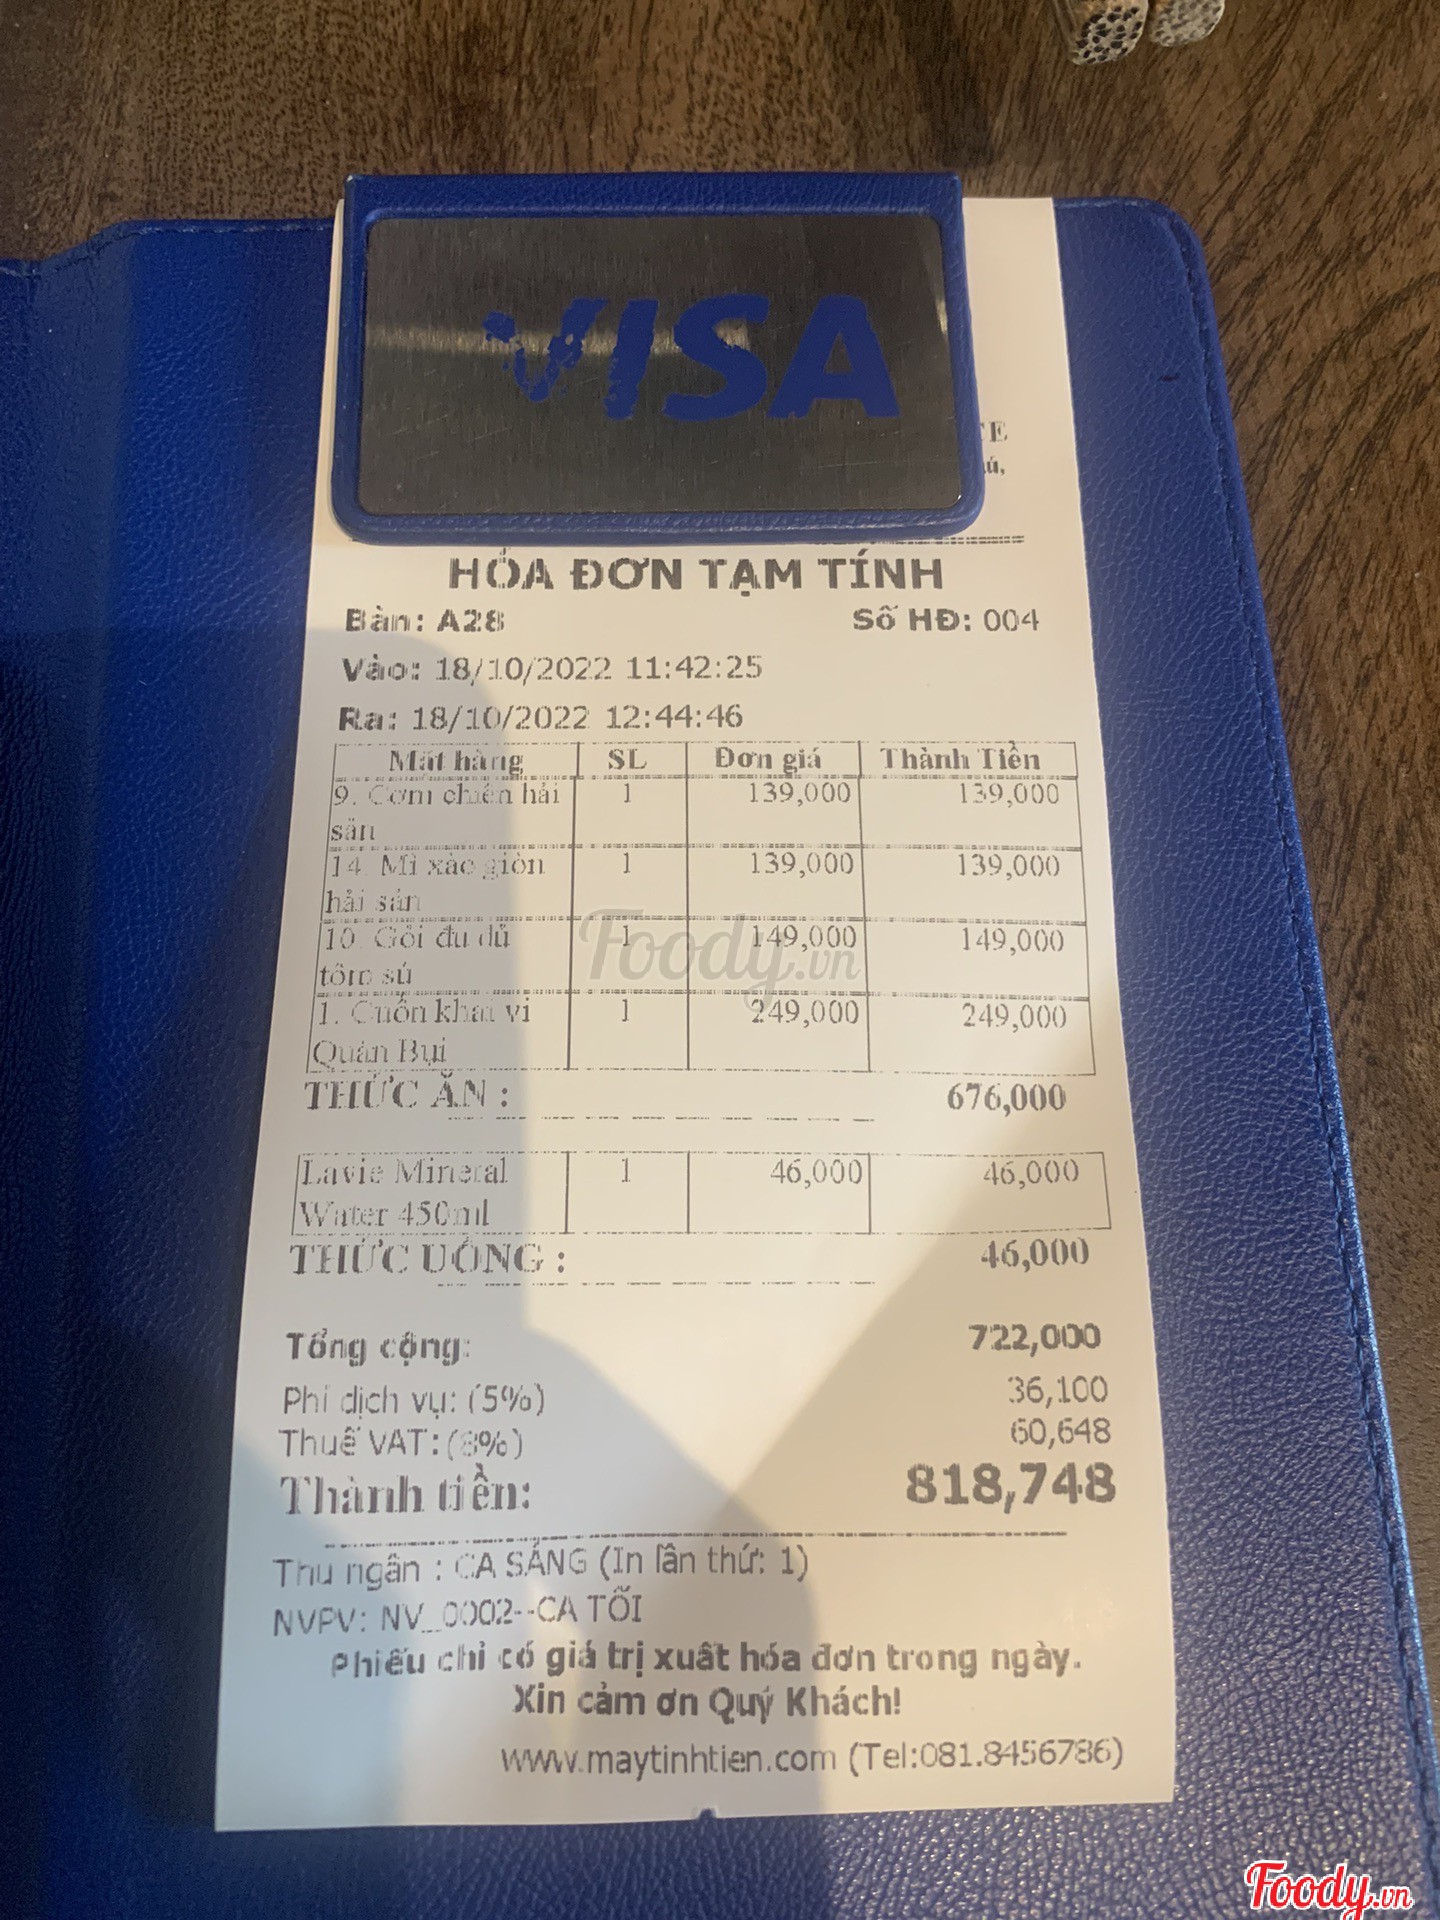 VISA
CE
ú,
HÓA ĐƠN TẠM TÍNH
Bàn: A28 Số HĐ: 004
Vào: 18/10/2022 11:42:25
Ra: 18/10/2022 12:44:46
Mặt hàng SL Đơn giá Thành Tiền
9. Cơm chiên hải 1 139,000 139,000
sản
14. Mì xào giòn 1 139,000 139,000
hải sản
10. Gỏi đu đủ 1 149,000 149,000
tôm sú
1. Cuốn khai vị 1 249,000 249,000
Quán Bụi
THỨC ĂN : 676,000
Lavie Mineral 1 46,000 46,000
Water 450ml
THỨC UỐNG : 46,000
Tổng cộng: 722,000
Phí dịch vụ: (5%) 36,100
Thuế VAT: (8%) 60,648
Thành tiền: 818,748
Thu ngân : CA SÁNG (In lần thứ: 1)
NVPV: NV_0002--CA TỐI
Phiếu chỉ có giá trị xuất hóa đơn trong ngày.
Xin cảm ơn Quý Khách!
www.maytinhtien.com (Tel:081.8456786)
Foody.vn
Foody.vn